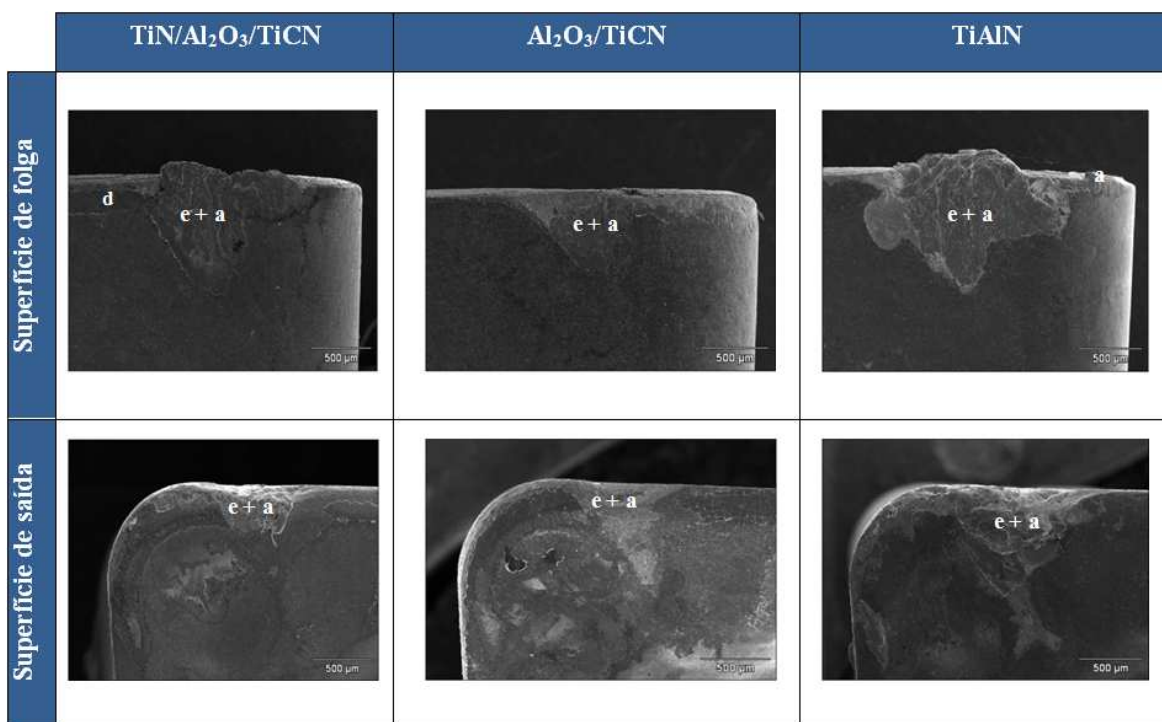 TiN/Al₂O₃/TiCN
Al₂O₃/TiCN
TiAlN
Superfície de folga
d
e + a
500 µm
e + a
500 µm
a
e + a
500 µm
Superfície de saída
e + a
500 µm
e + a
500 µm
e + a
500 µm